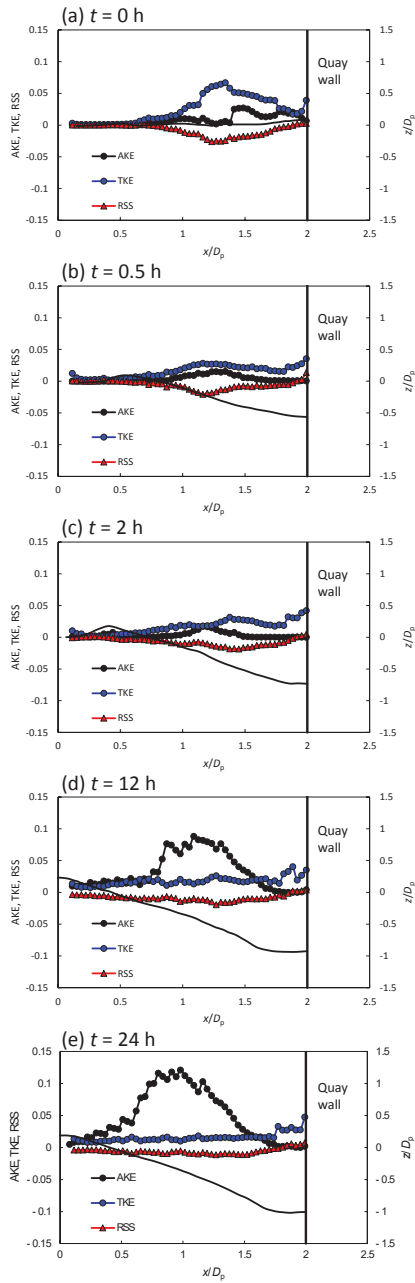 (a) t = 0 h
0.15
0.1
0.05
0
-0.05
-0.1
-0.15
AKE, TKE, RSS
AKE
TKE
RSS
Quay
wall
1.5
1
0.5
0
-0.5
-1
-1.5
z/Dp
0 0.5 1 1.5 2 2.5
x/Dp
(b) t = 0.5 h
0.15
0.1
0.05
0
-0.05
-0.1
-0.15
AKE, TKE, RSS
AKE
TKE
RSS
Quay
wall
1.5
1
0.5
0
-0.5
-1
-1.5
z/Dp
0 0.5 1 1.5 2 2.5
x/Dp
(c) t = 2 h
0.15
0.1
0.05
0
-0.05
-0.1
-0.15
AKE, TKE, RSS
AKE
TKE
RSS
Quay
wall
1.5
1
0.5
0
-0.5
-1
-1.5
z/Dp
0 0.5 1 1.5 2 2.5
x/Dp
(d) t = 12 h
0.15
0.1
0.05
0
-0.05
-0.1
-0.15
AKE, TKE, RSS
AKE
TKE
RSS
Quay
wall
1.5
1
0.5
0
-0.5
-1
-1.5
z/Dp
0 0.5 1 1.5 2 2.5
x/Dp
(e) t = 24 h
0.15
0.1
0.05
0
-0.05
-0.1
-0.15
AKE, TKE, RSS
AKE
TKE
RSS
Quay
wall
1.5
1
0.5
0
-0.5
-1
-1.5
z/Dp
0 0.5 1 1.5 2 2.5
x/Dp